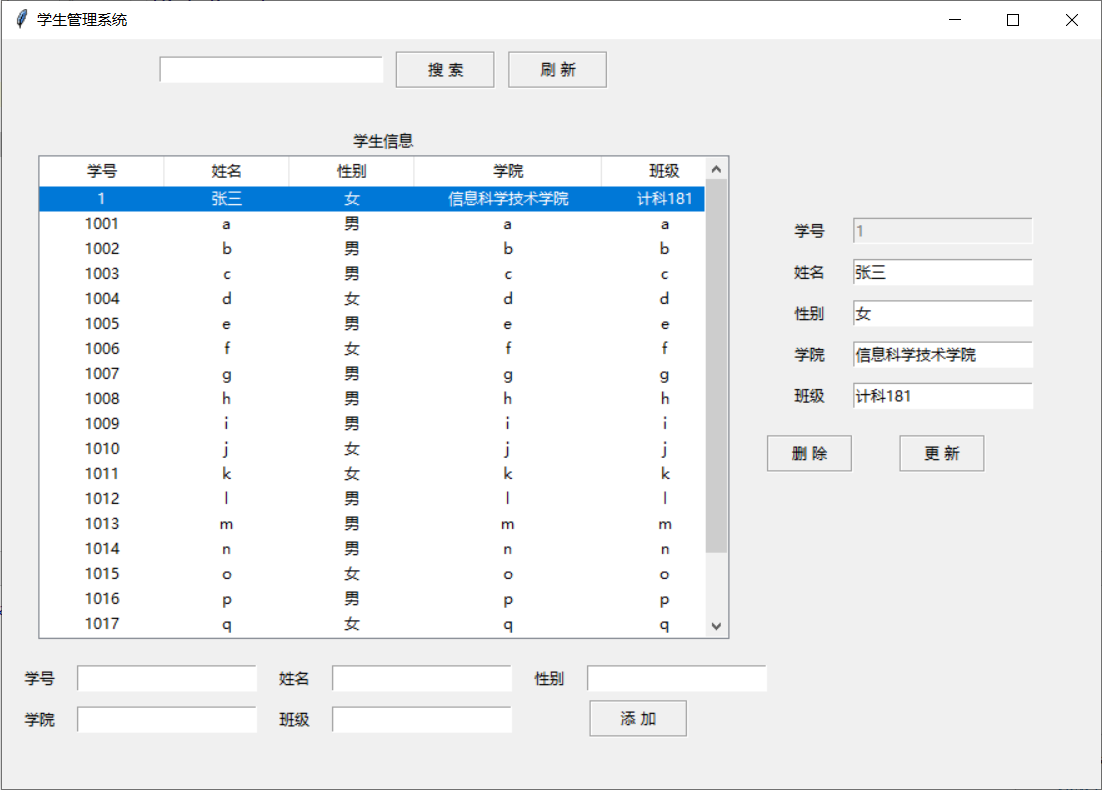 学生管理系统
搜 索 刷 新
学生信息
学号 姓名 性别 学院 班级
1 张三 女 信息科学技术学院 计科181
1001 a 男 a a
1002 b 男 b b
1003 c 男 c c
1004 d 女 d d
1005 e 男 e e
1006 f 女 f f
1007 g 男 g g
1008 h 男 h h
1009 i 男 i i
1010 j 女 j j
1011 k 女 k k
1012 l 男 l l
1013 m 男 m m
1014 n 男 n n
1015 o 女 o o
1016 p 男 p p
1017 q 女 q q
学号 1
姓名 张三
性别 女
学院 信息科学技术学院
班级 计科181
删 除 更 新
学号 姓名 性别
学院 班级 添 加